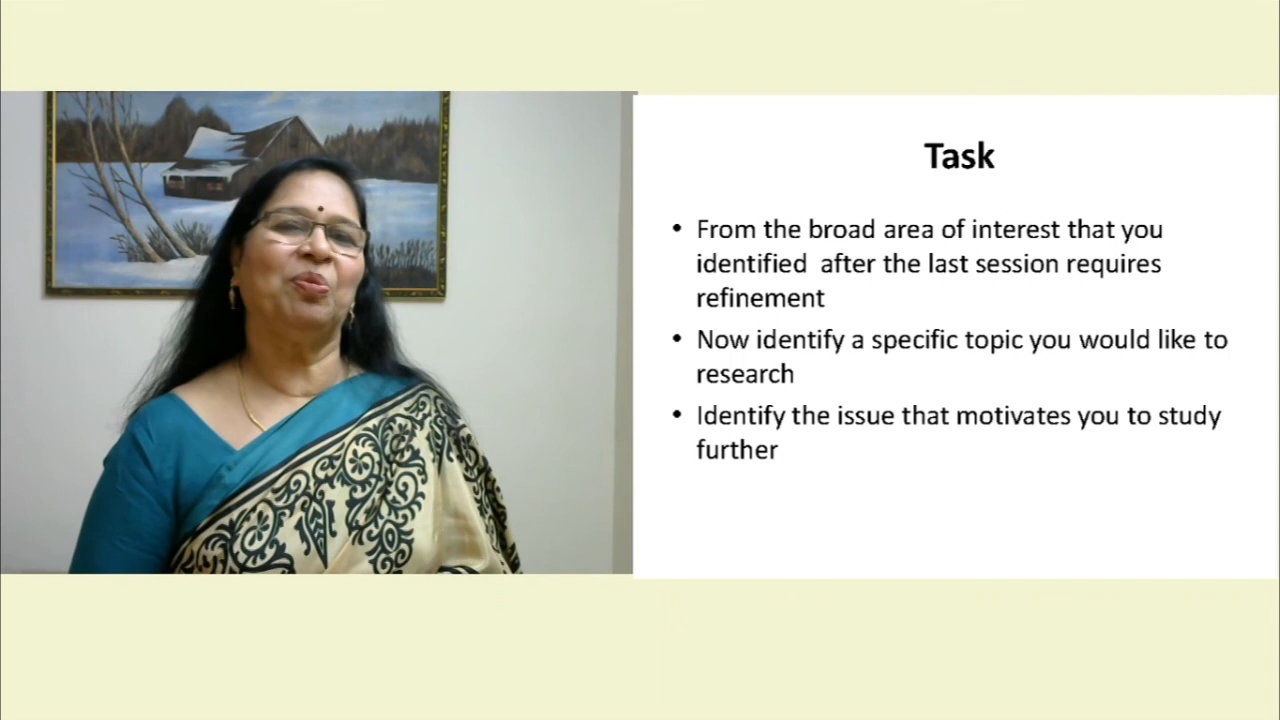 Task
• From the broad area of interest that you
identified  after the last session requires
refinement
• Now identify a specific topic you would like to
research
• Identify the issue that motivates you to study
further